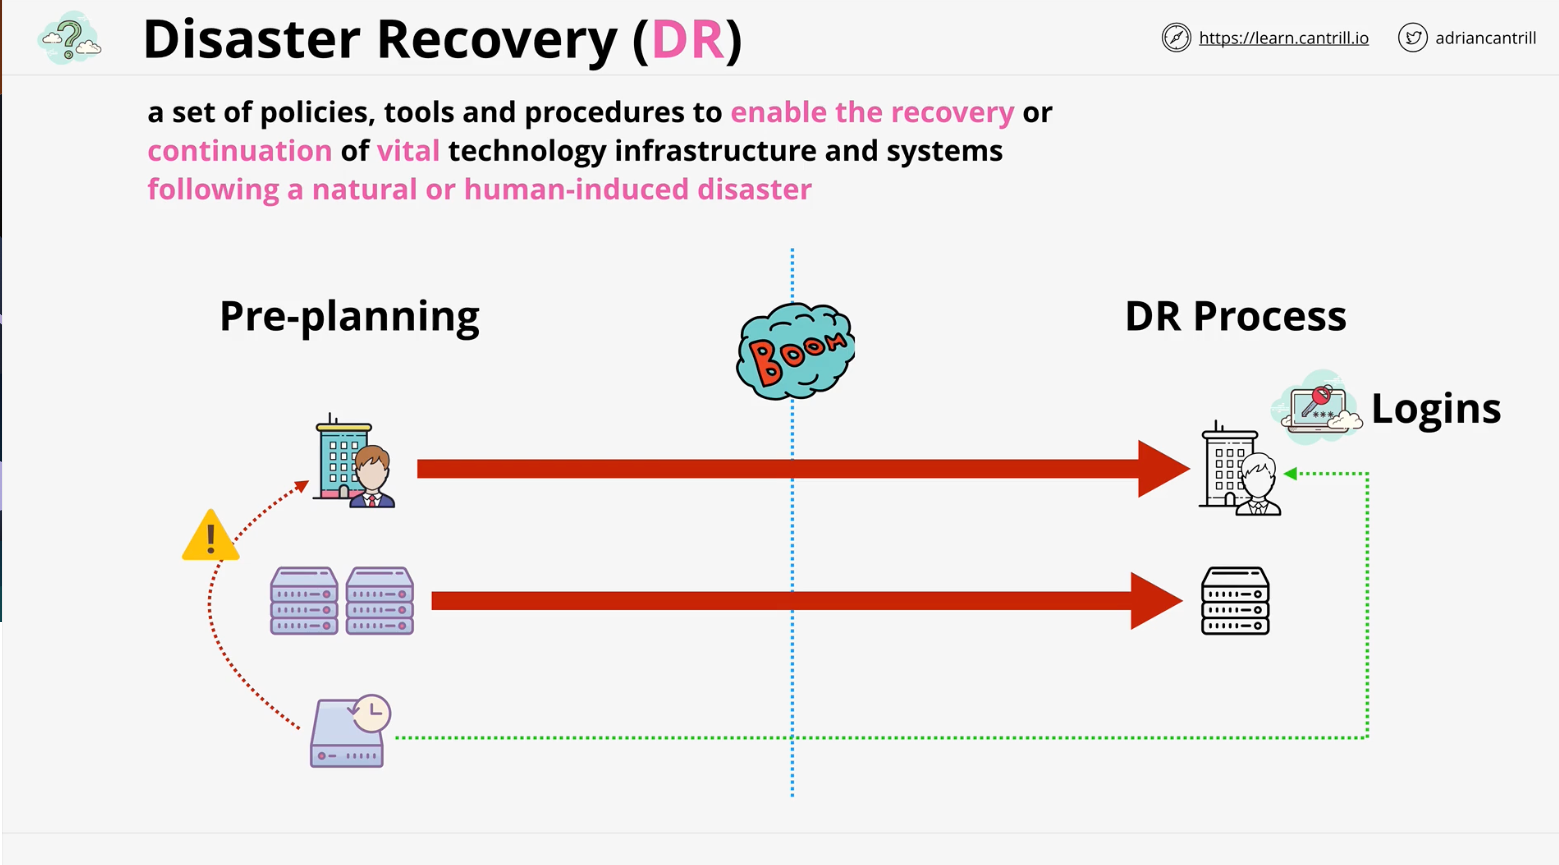 Disaster Recovery (DR)
https://learn.cantrill.io
adriancantrill
a set of policies, tools and procedures to enable the recovery or
continuation of vital technology infrastructure and systems
following a natural or human-induced disaster
Pre-planning
BOOM
DR Process
Logins